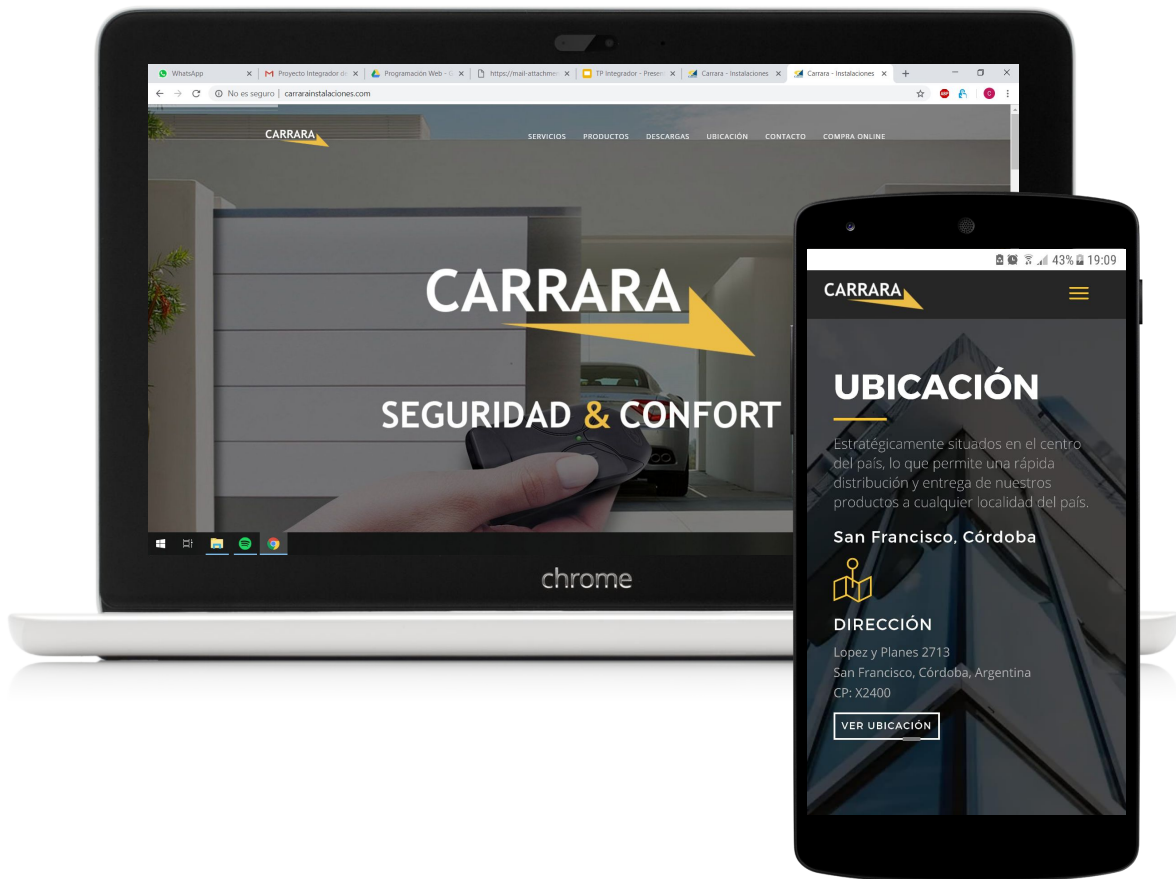 WhatsApp
Proyecto Integrador de
Programación Web - G
https://mail-attachmen
TP Integrador - Presen
Carrara - Instalaciones
Carrara - Instalaciones
No es seguro | carrarainstalaciones.com
ABP
C
CARRARA
SERVICIOS PRODUCTOS DESCARGAS UBICACIÓN CONTACTO COMPRA ONLINE
CARRARA
SEGURIDAD & CONFORT
chrome
43% 19:09
CARRARA
UBICACIÓN
Estratégicamente situados en el centro
del país, lo que permite una rápida
distribución y entrega de nuestros
productos a cualquier localidad del país.
San Francisco, Córdoba
DIRECCIÓN
Lopez y Planes 2713
San Francisco, Córdoba, Argentina
CP: X2400
VER UBICACIÓN